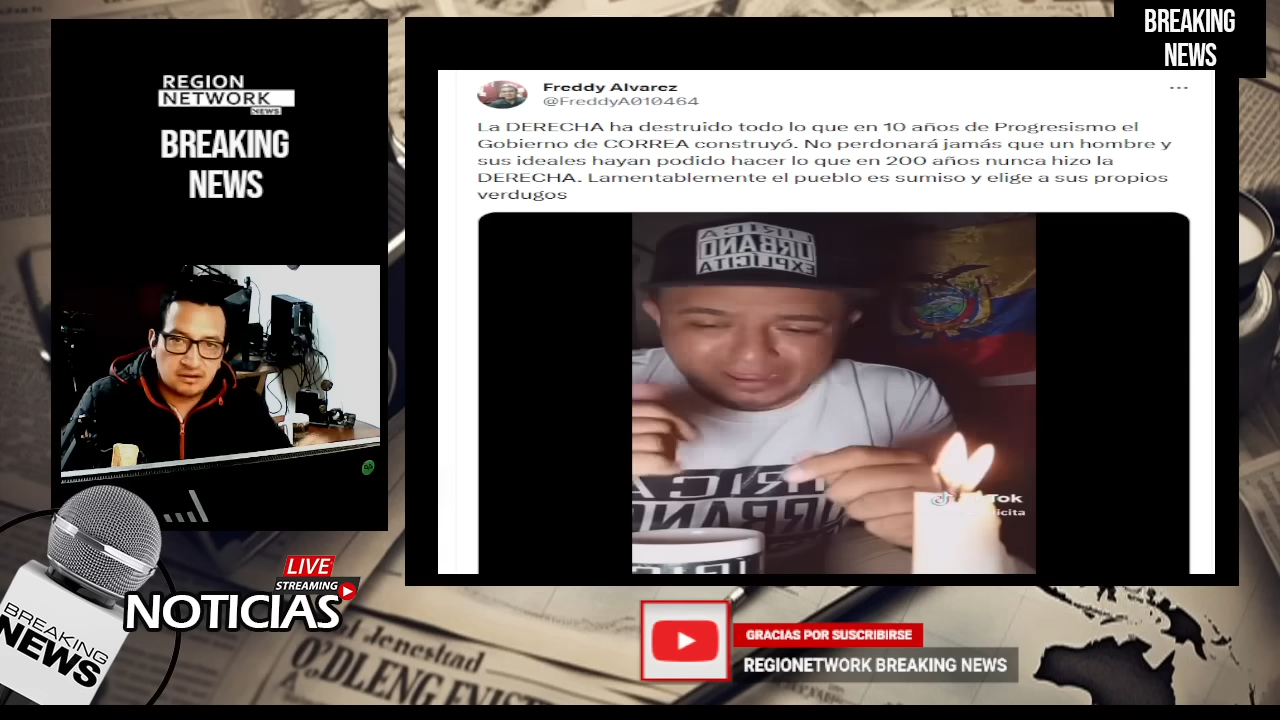 BREAKING
NEWS
REGION
NETWORK
NEWS
BREAKING
NEWS
Freddy Alvarez
@FreddyA010464
La DERECHA ha destruido todo lo que en 10 años de Progresismo el
Gobierno de CORREA construyó. No perdonará jamás que un hombre y
sus ideales hayan podido hacer lo que en 200 años nunca hizo la
DERECHA. Lamentablemente el pueblo es sumiso y elige a sus propios
verdugos
LIRICA
URBANO
EXPLICITA
LIVE
STREAMING
NOTICIAS
BREAKING
NEWS
GRACIAS POR SUSCRIBIRSE
REGIONETWORK BREAKING NEWS